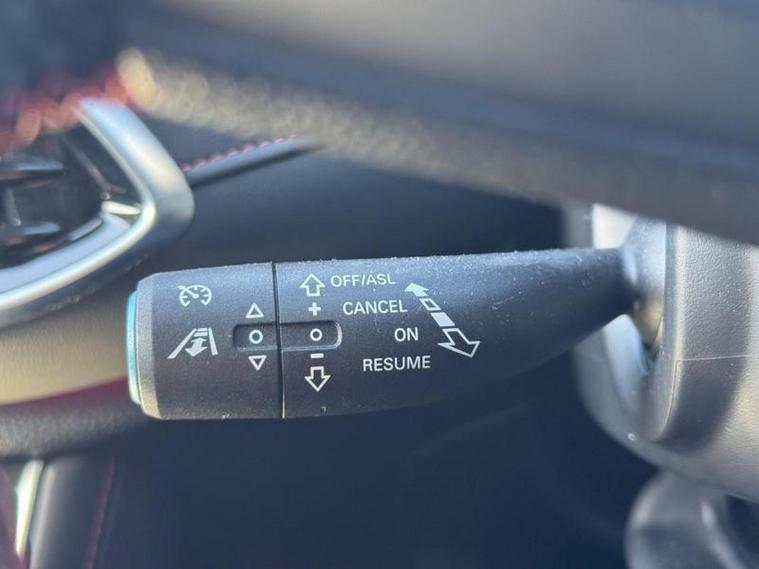 OFF/ASL
+ CANCEL
ON
- RESUME